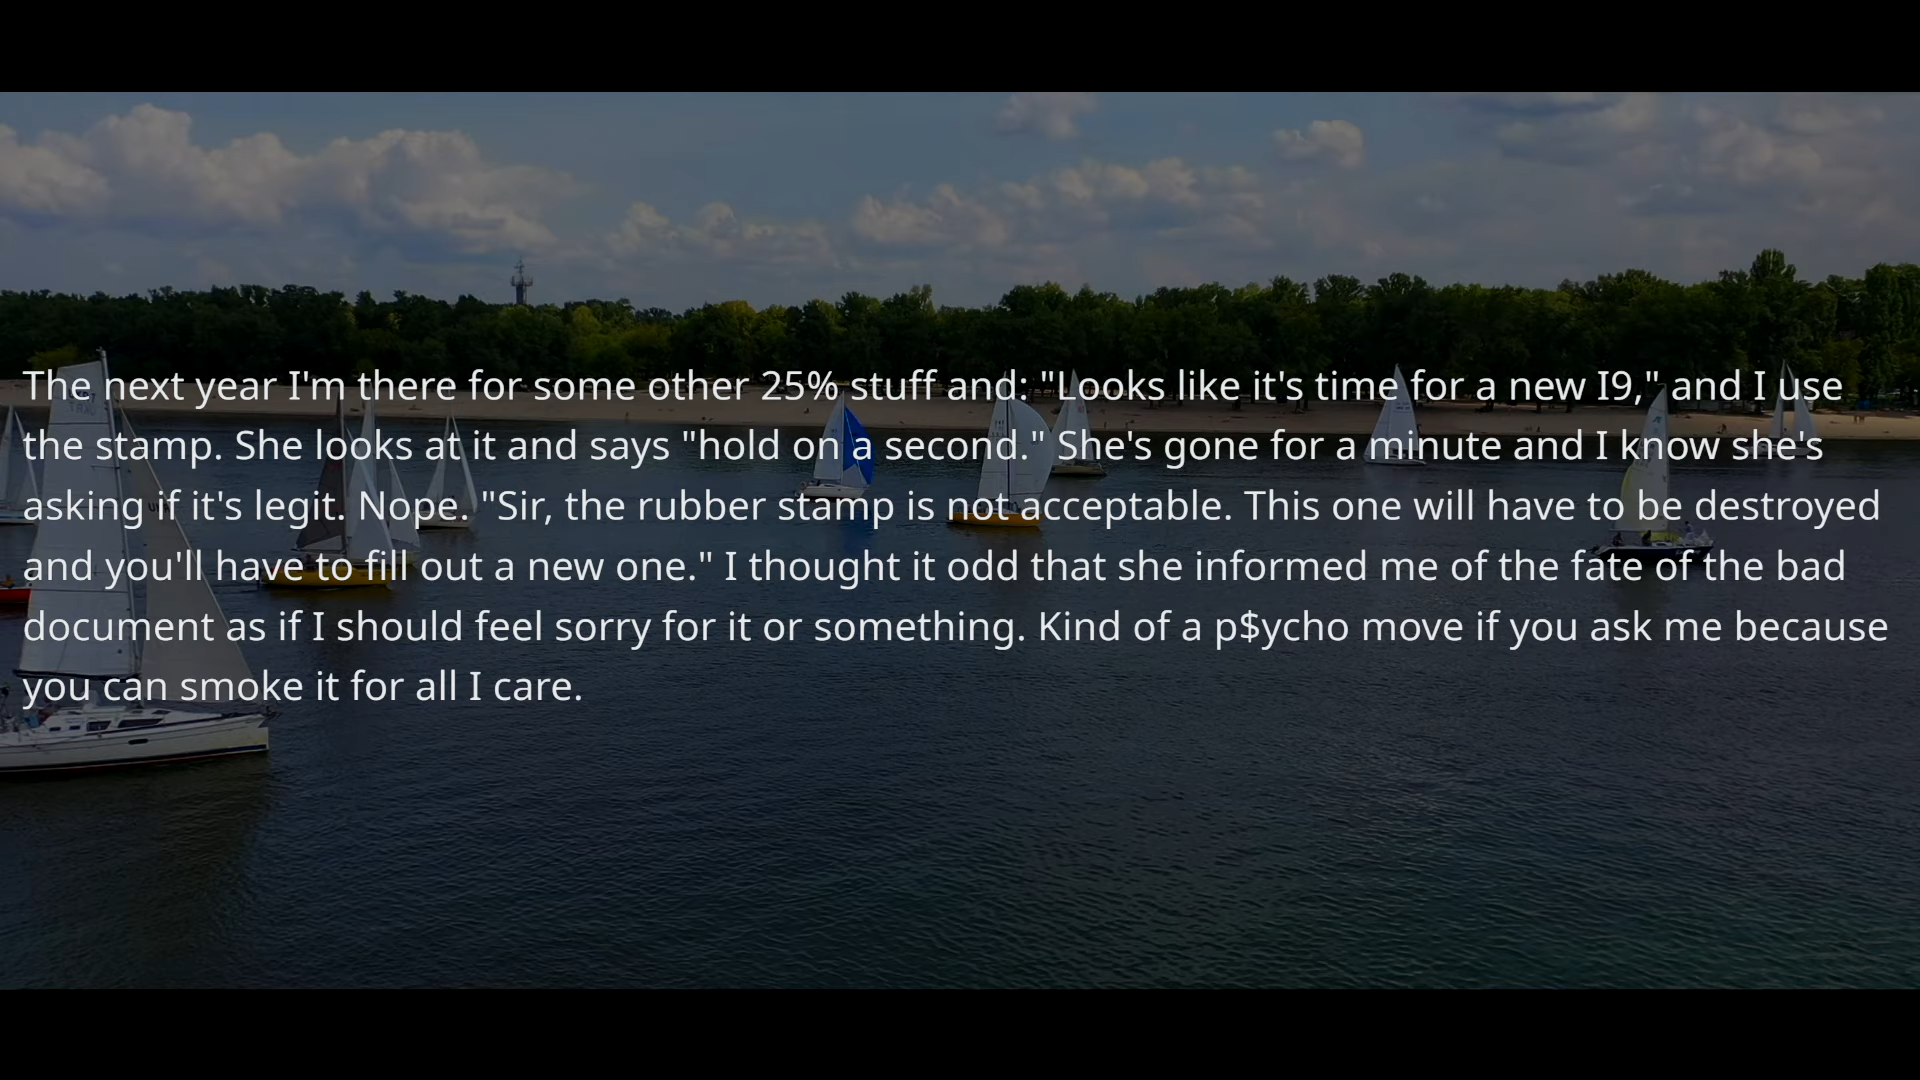 The next year I'm there for some other 25% stuff and: "Looks like it's time for a new I9," and I use
the stamp. She looks at it and says "hold on a second." She's gone for a minute and I know she's
asking if it's legit. Nope. "Sir, the rubber stamp is not acceptable. This one will have to be destroyed
and you'll have to fill out a new one." I thought it odd that she informed me of the fate of the bad
document as if I should feel sorry for it or something. Kind of a p$ycho move if you ask me because
you can smoke it for all I care.